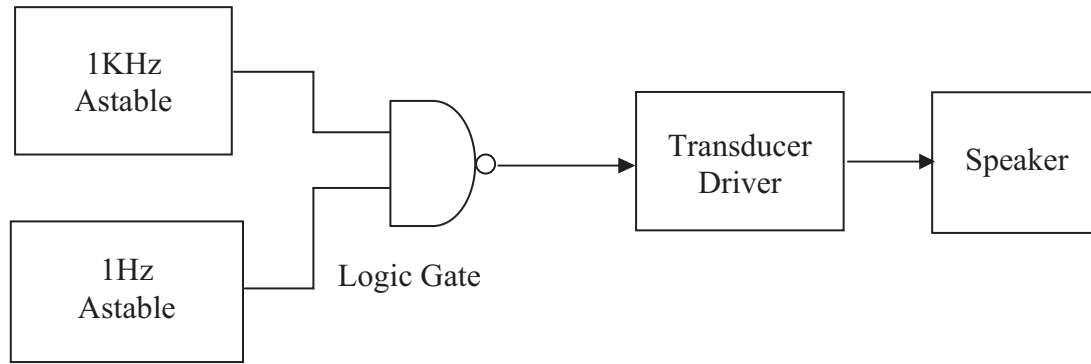 1KHz
Astable
Transducer
Driver
Speaker
1Hz
Astable
Logic Gate